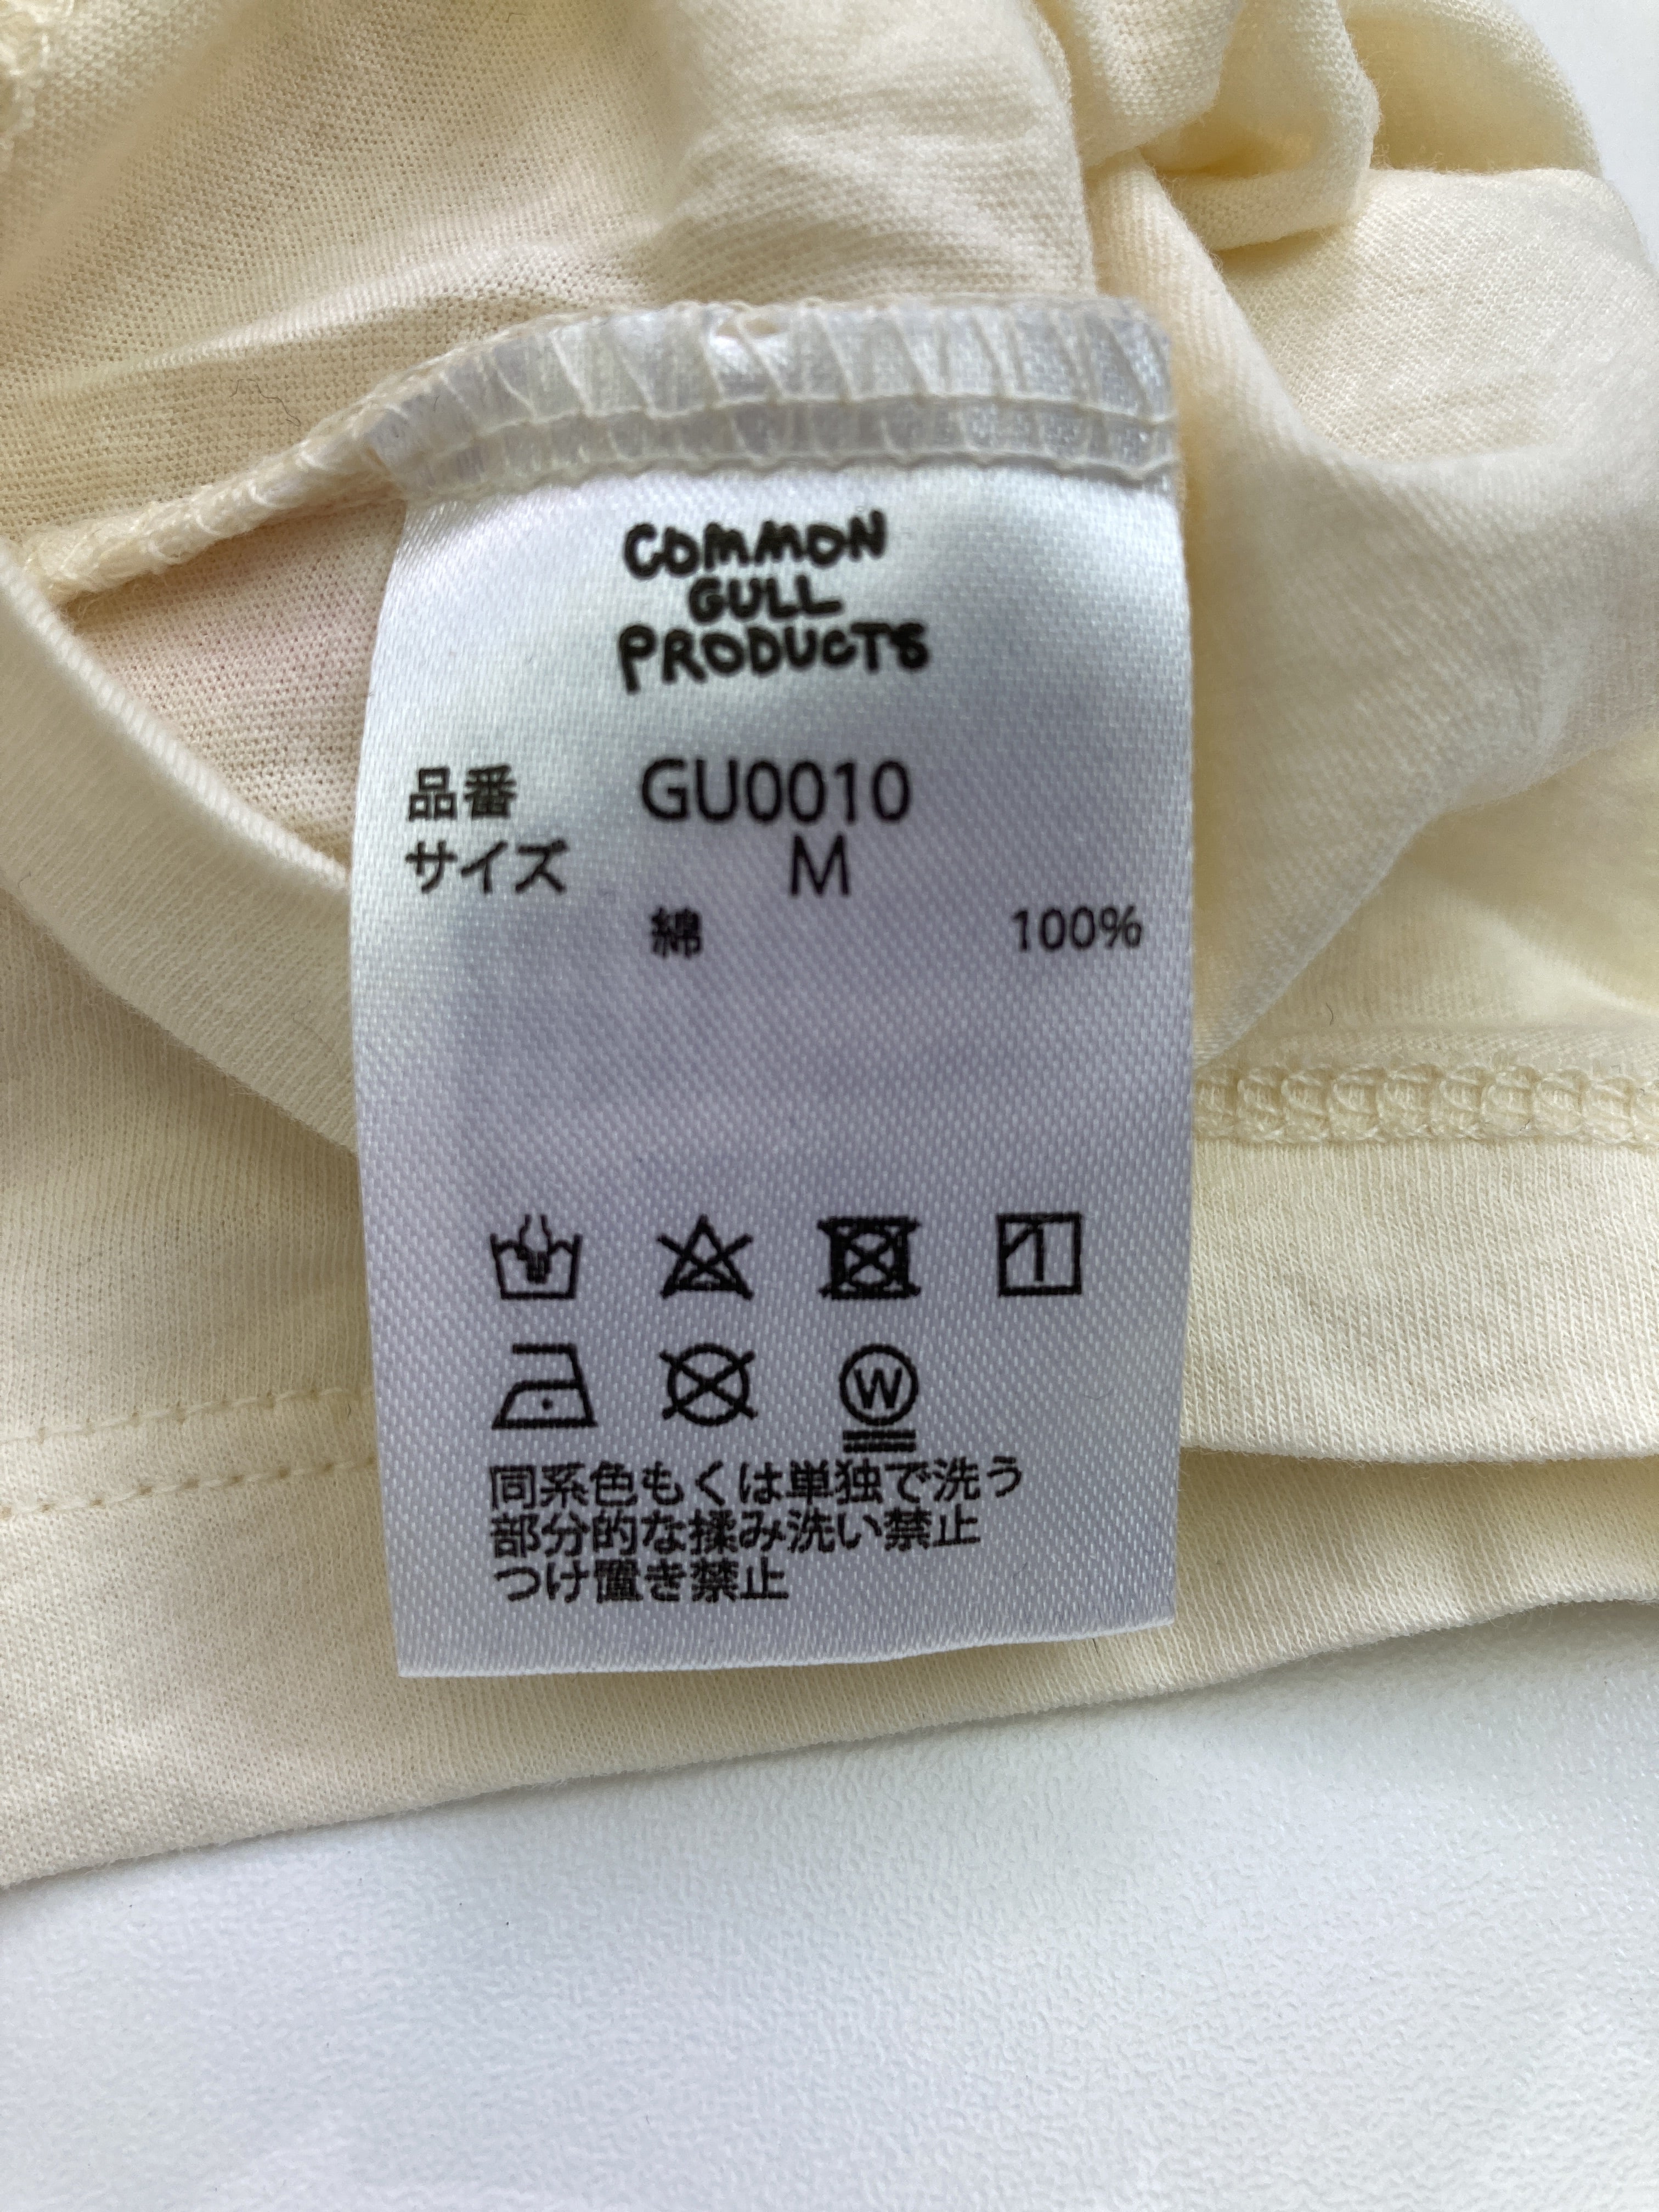 COMMON
GULL
PRODUCTS
品番 GU0010
サイズ M
綿 100%
W
同系色もくは単独で洗う
部分的な揉み洗い禁止
つけ置き禁止